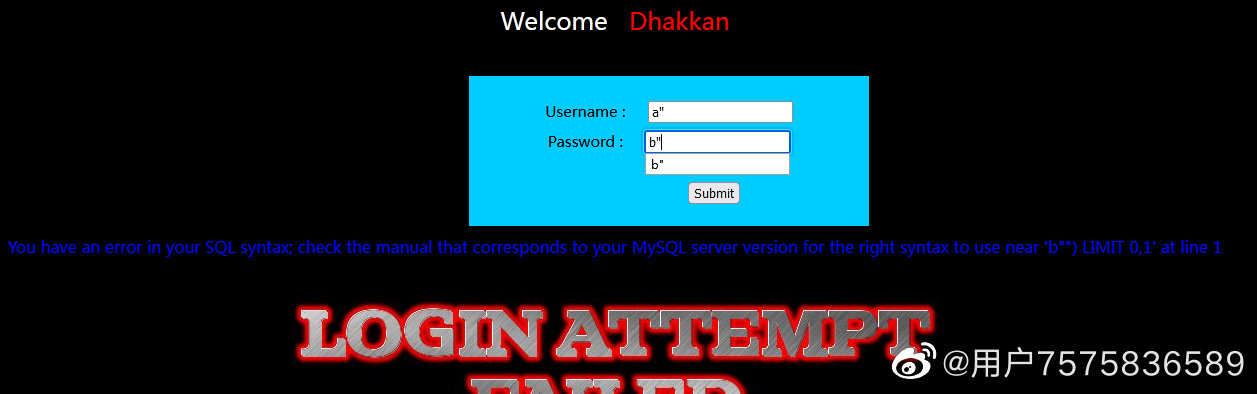 Welcome Dhakkan
Username : a"
Password : b"
b"
Submit
You have an error in your SQL syntax; check the manual that corresponds to your MySQL server version for the right syntax to use near 'b"") LIMIT 0,1' at line 1
LOGIN ATTEMPT
FAILED
@用户7575836589